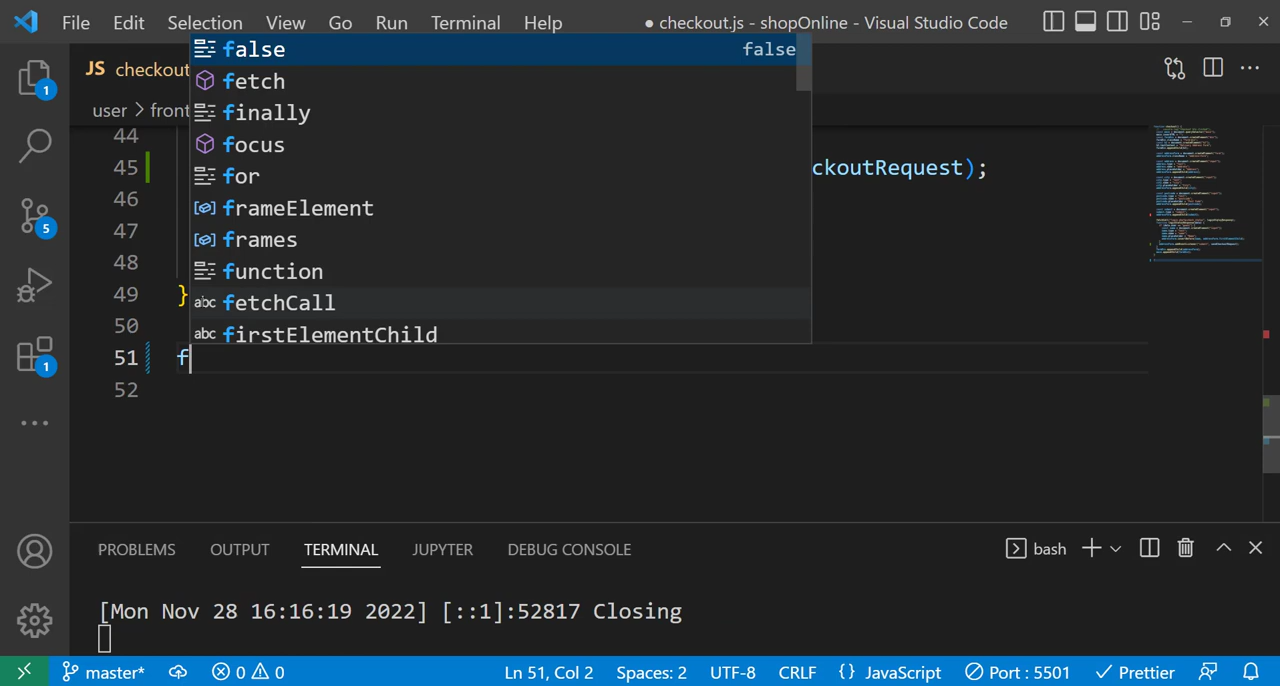 File Edit Selection View Go Run Terminal Help ● checkout.js - shopOnline - Visual Studio Code
JS checkout
user > front
false false
fetch
finally
focus
for
frameElement
frames
function
fetchCall
firstElementChild
44
45 ckoutRequest);
46
47
48
49 }
50
51 f
52
1
5
1
PROBLEMS OUTPUT TERMINAL JUPYTER DEBUG CONSOLE bash
[Mon Nov 28 16:16:19 2022] [::1]:52817 Closing
master* 0 0 Ln 51, Col 2 Spaces: 2 UTF-8 CRLF {} JavaScript Port : 5501 Prettier